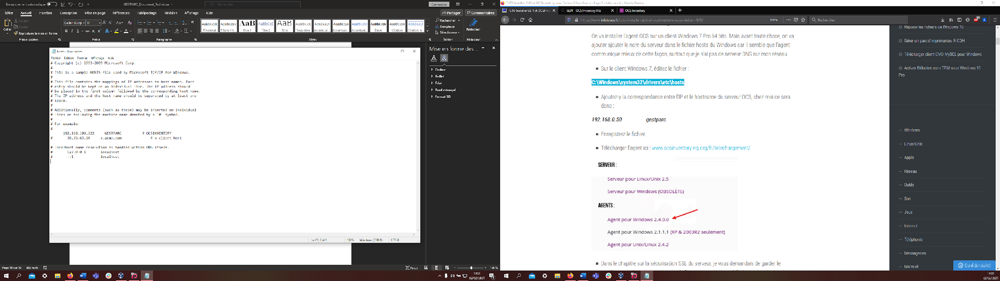 Enregistrement automatique
GESTPARC_Document_Technique
Rechercher
Connexion
Fichier Accueil Insertion Conception Mise en page Références Publipostage Révision Affichage Aide
Partager Commentaires
Coller
Couper
Copier
Reproduire la mise en forme
Presse-papiers
Calibri (Corp 11
G I S
Police
Paragraphe
AaBbCcDc AaBbCcDc AaB AaBbCcD AaB AaBbCcD AaBbCcDc AaBbCcDc AaBbCcDc AaBbCcDc AaBbCcDc AaBbCcDc
¶ Normal ¶ Sans int... Titre 1 Titre 2 Titre Sous-titre Accentuat... Accentuat... Accentuat... Élevé Citation Citation in...
Styles
Rechercher
Remplacer
Sélectionner
Édition
Rédacteur
Rédacteur
hosts - Bloc-notes
Fichier Edition Format Affichage Aide
# Copyright (c) 1993-2009 Microsoft Corp.
#
# This is a sample HOSTS file used by Microsoft TCP/IP for Windows.
#
# This file contains the mappings of IP addresses to host names. Each
# entry should be kept on an individual line. The IP address should
# be placed in the first column followed by the corresponding host name.
# The IP address and the host name should be separated by at least one
# space.
#
# Additionally, comments (such as these) may be inserted on individual
# lines or following the machine name denoted by a '#' symbol.
#
# For example:
#
192.168.100.222 GESTPARC # OCSINVENTORY
# 38.25.63.10 x.acme.com # x client host
# localhost name resolution is handled within DNS itself.
# 127.0.0.1 localhost
# ::1 localhost
Ln 22, Col 1 100% Windows (CRLF) UTF-8
Mise en forme des ...
Ombre
Reflet
Éclat
Bord estompé
Format 3D
Page 10 sur 10 802 mots
Focus
136 %
11:31
02/02/2021
TUTO Installer GLPI et OCSInventory sous Debian 9 Sans Erreur - Page 8 - Infotrucs.fr - Mozilla Firefox
TUTO Installer GLPI et OCSInve
GLPI - OCS Inventory NG
OCS Inventory
https://www.infotrucs.fr/tuto-installer-glpi-et-ocsinventory-sous-debian-9/8/
120 %
Rechercher
On va installer l'agent OCS sur un client Windows 7 Pro 64 bits. Mais avant toute chose, on va
ajouter ajouter le nom du serveur dans le fichier hosts du Windows car il semble que l'agent
communique mieux de cette façon, surtout que je n'ai pas de serveur DNS sur mon réseau.
Sur le client Windows 7, éditez le fichier :
C:\Windows\system32\drivers\etc\hosts
Ajoutez-y la correspondance entre l'IP et le hostname du serveur OCS, chez moi ce sera
donc :
192.168.0.50 gestparc
Enregistrez le fichier.
Télécharger l'agent ici : www.ocsinventory-ng.org/fr/telechargement/
SERVEUR :
Serveur pour Linux/Unix 2.5
Serveur pour Windows (OBSOLÈTE)
AGENTS :
Agent pour Windows 2.4.0.0
Agent pour Windows 2.1.1.1 (XP & 2003R2 seulement)
Agent pour Unix/Linux 2.4.2
Dans le chapitre sur la sécurisation SSL du serveur, je vous demandais de garder le
Réparer les fichiers de Windows 10
Gérer un parc d'imprimantes RICOH
Télécharger client CMD MySQL pour Windows
Activer Bitlocker sans TPM sous Windows 10
Pro
Windows
Linux/Unix
Apple
Réseau
Outils
Son
Jeux
Internet
Téléphonie
Messageries
Matériel
Confidentialité
11:31
02/02/2021